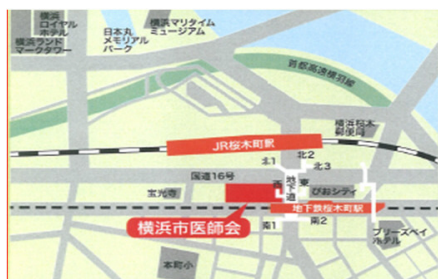 横浜
ロイヤル
ホテル
横浜ランド
マークタワー
日本丸
メモリアル
パーク
横浜マリタイム
ミュージアム
首都高速横羽線
横浜桜木
郵便局
JR桜木町駅
北1
北2
北3
国道16号
宝光寺
西
地下道
東
ぴおシティ
地下鉄桜木町駅
横浜市医師会
南1
南2
ブリーズベイ
ホテル
本町小